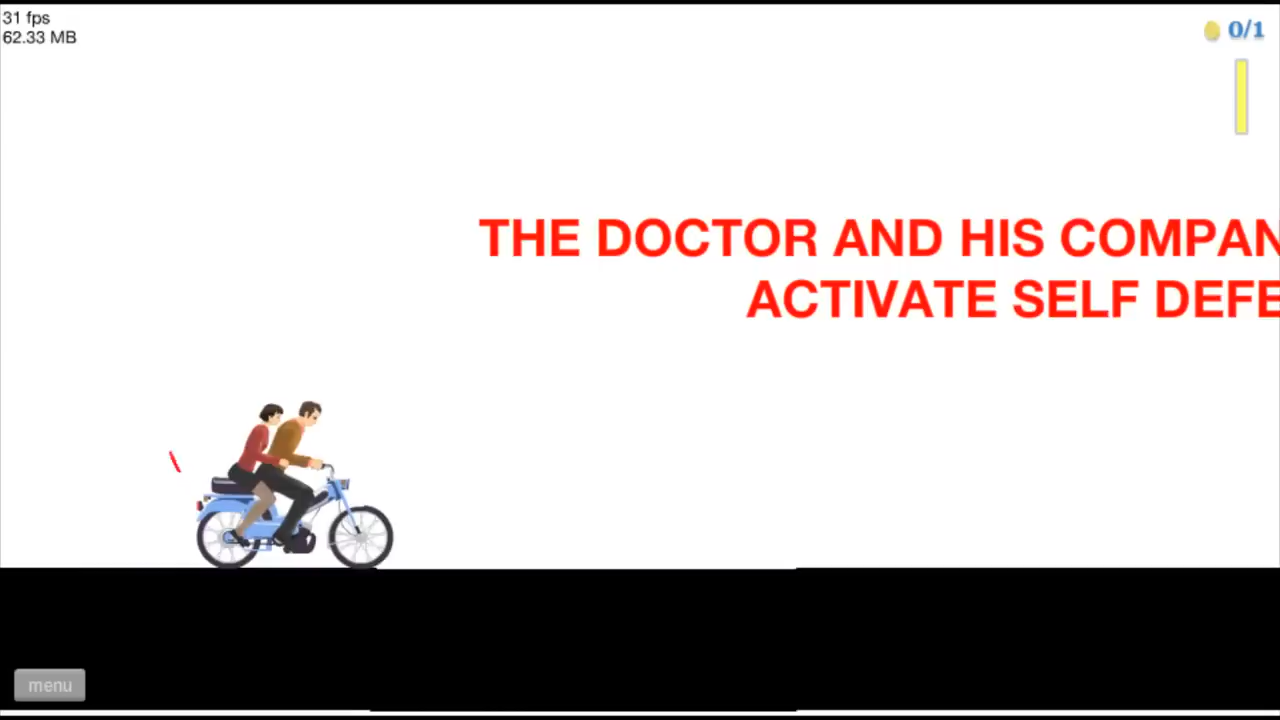 31 fps
62.33 MB
0/1
THE DOCTOR AND HIS COMPAN
ACTIVATE SELF DEFE
menu